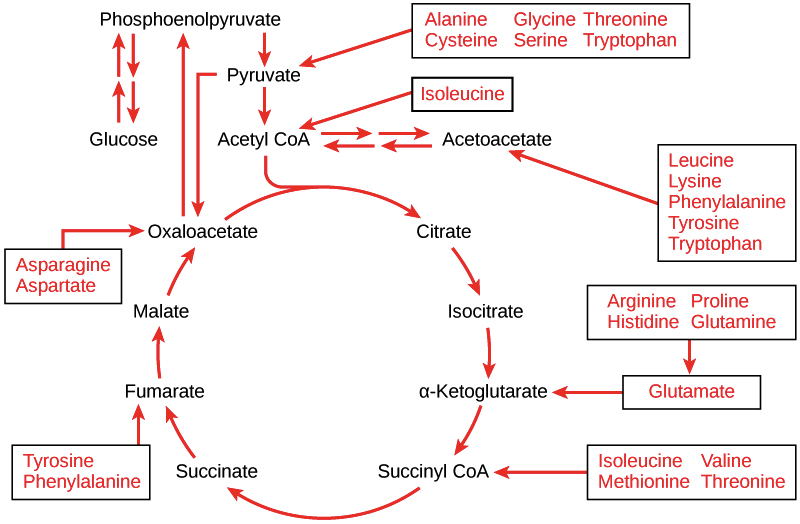 Phosphoenolpyruvate
Alanine Glycine Threonine
Cysteine Serine Tryptophan
Pyruvate
Isoleucine
Glucose
Acetyl CoA
Acetoacetate
Leucine
Lysine
Phenylalanine
Tyrosine
Tryptophan
Oxaloacetate
Citrate
Asparagine
Aspartate
Malate
Isocitrate
Arginine Proline
Histidine Glutamine
Fumarate
α-Ketoglutarate
Glutamate
Tyrosine
Phenylalanine
Succinate
Succinyl CoA
Isoleucine Valine
Methionine Threonine